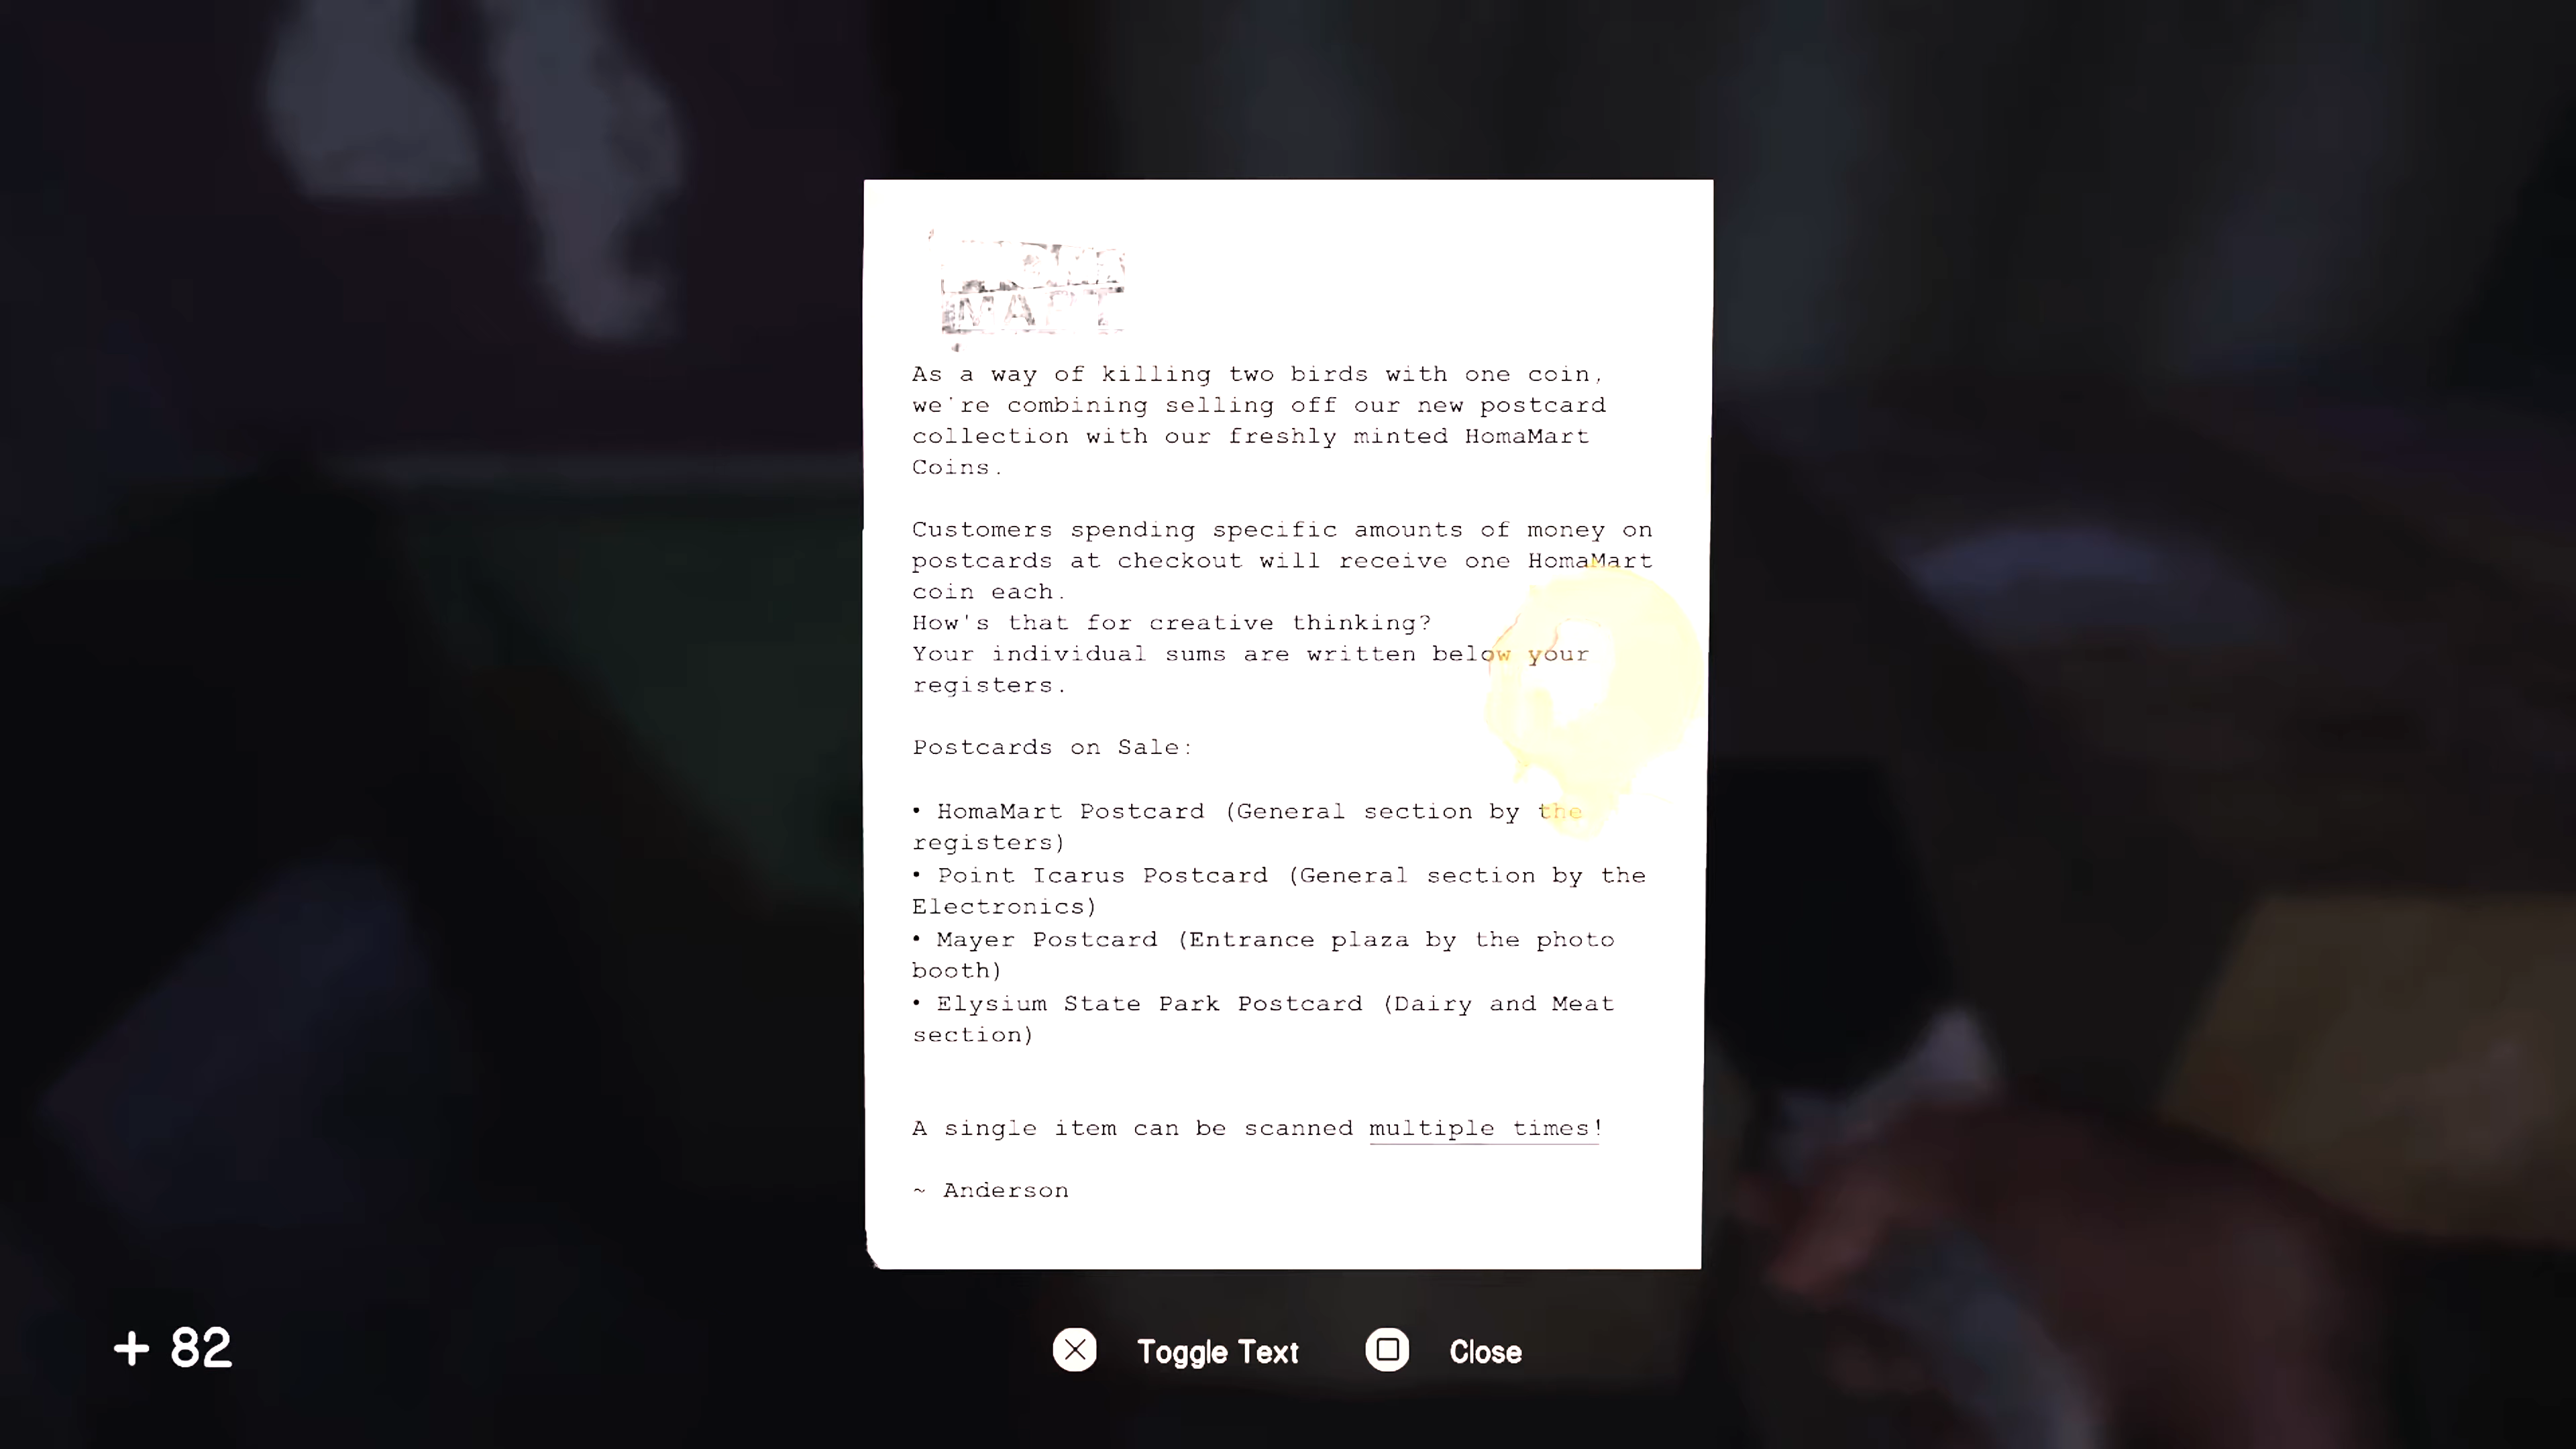 MART
As a way of killing two birds with one coin,
we're combining selling off our new postcard
collection with our freshly minted HomaMart
Coins.
Customers spending specific amounts of money on
postcards at checkout will receive one HomaMart
coin each.
How's that for creative thinking?
Your individual sums are written below your
registers.
Postcards on Sale:
• HomaMart Postcard (General section by the
registers)
• Point Icarus Postcard (General section by the
Electronics)
• Mayer Postcard (Entrance plaza by the photo
booth)
• Elysium State Park Postcard (Dairy and Meat
section)
A single item can be scanned multiple times!
~ Anderson
+ 82
Toggle Text
Close